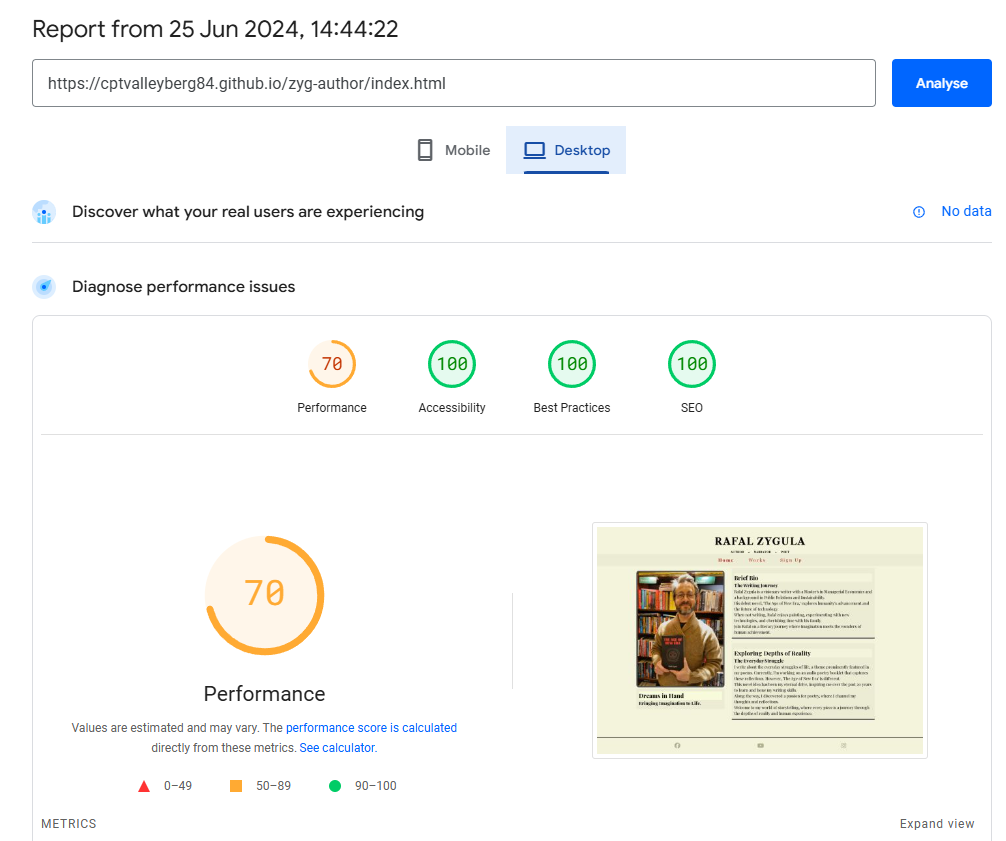 Report from 25 Jun 2024, 14:44:22
https://cptvalleyberg84.github.io/zyg-author/index.html
Analyse
Mobile
Desktop
Discover what your real users are experiencing
No data
Diagnose performance issues
70
100
100
100
Performance
Accessibility
Best Practices
SEO
70
Performance
Values are estimated and may vary. The performance score is calculated
directly from these metrics. See calculator.
0–49
50–89
90–100
RAFAL ZYGULA
AUTHOR - NARRATOR - POET
Home Works Sign Up
Brief Bio
The Writing Journey
Dreams in Hand
Bringing Imagination to Life.
Exploring Depths of Reality
The Everyday Struggle
METRICS
Expand view